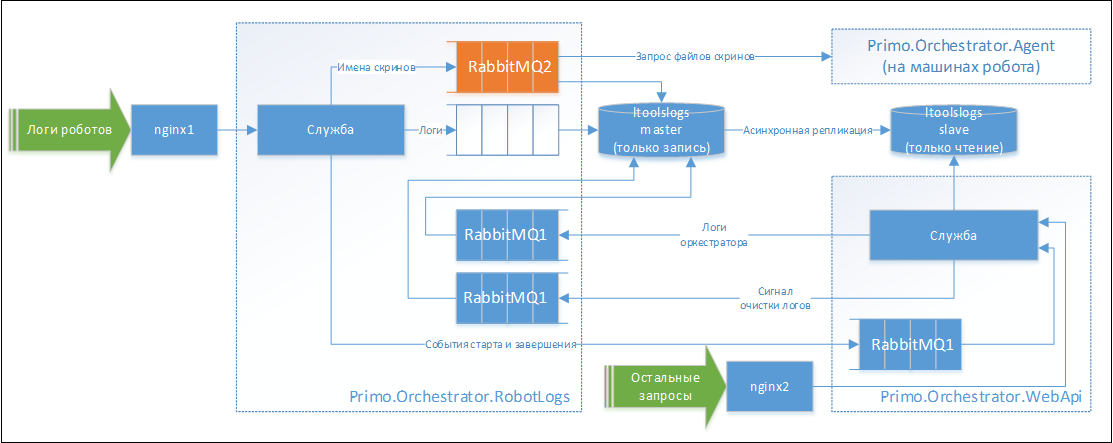 Логи роботов
nginx1
Служба
Имена скринов
RabbitMQ2
Запрос файлов скринов
Primo.Orchestrator.Agent
(на машинах робота)
Логи
ltoolslogs
master
(только запись)
Асинхронная репликация
ltoolslogs
slave
(только чтение)
RabbitMQ1
Логи
оркестратора
Служба
RabbitMQ1
Сигнал
очистки логов
События старта и завершения
RabbitMQ1
Primo.Orchestrator.RobotLogs
Остальные
запросы
nginx2
Primo.Orchestrator.WebApi